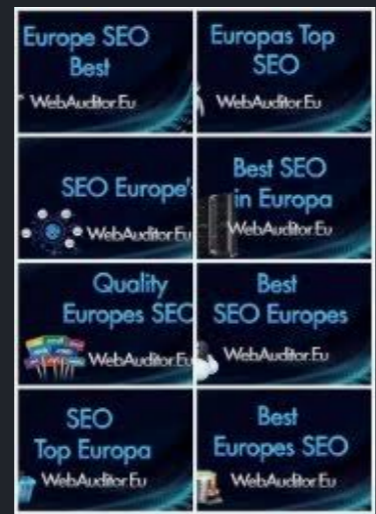 Europe SEO
Best
WebAuditor.Eu
Europas Top
SEO
WebAuditor.Eu
SEO Europe's
WebAuditor.Eu
Best SEO
in Europa
WebAuditor.Eu
Quality
Europes SEO
WebAuditor.Eu
Best
SEO Europes
WebAuditor.Eu
SEO
Top Europa
WebAuditor.Eu
Best
Europes SEO
WebAuditor.Eu